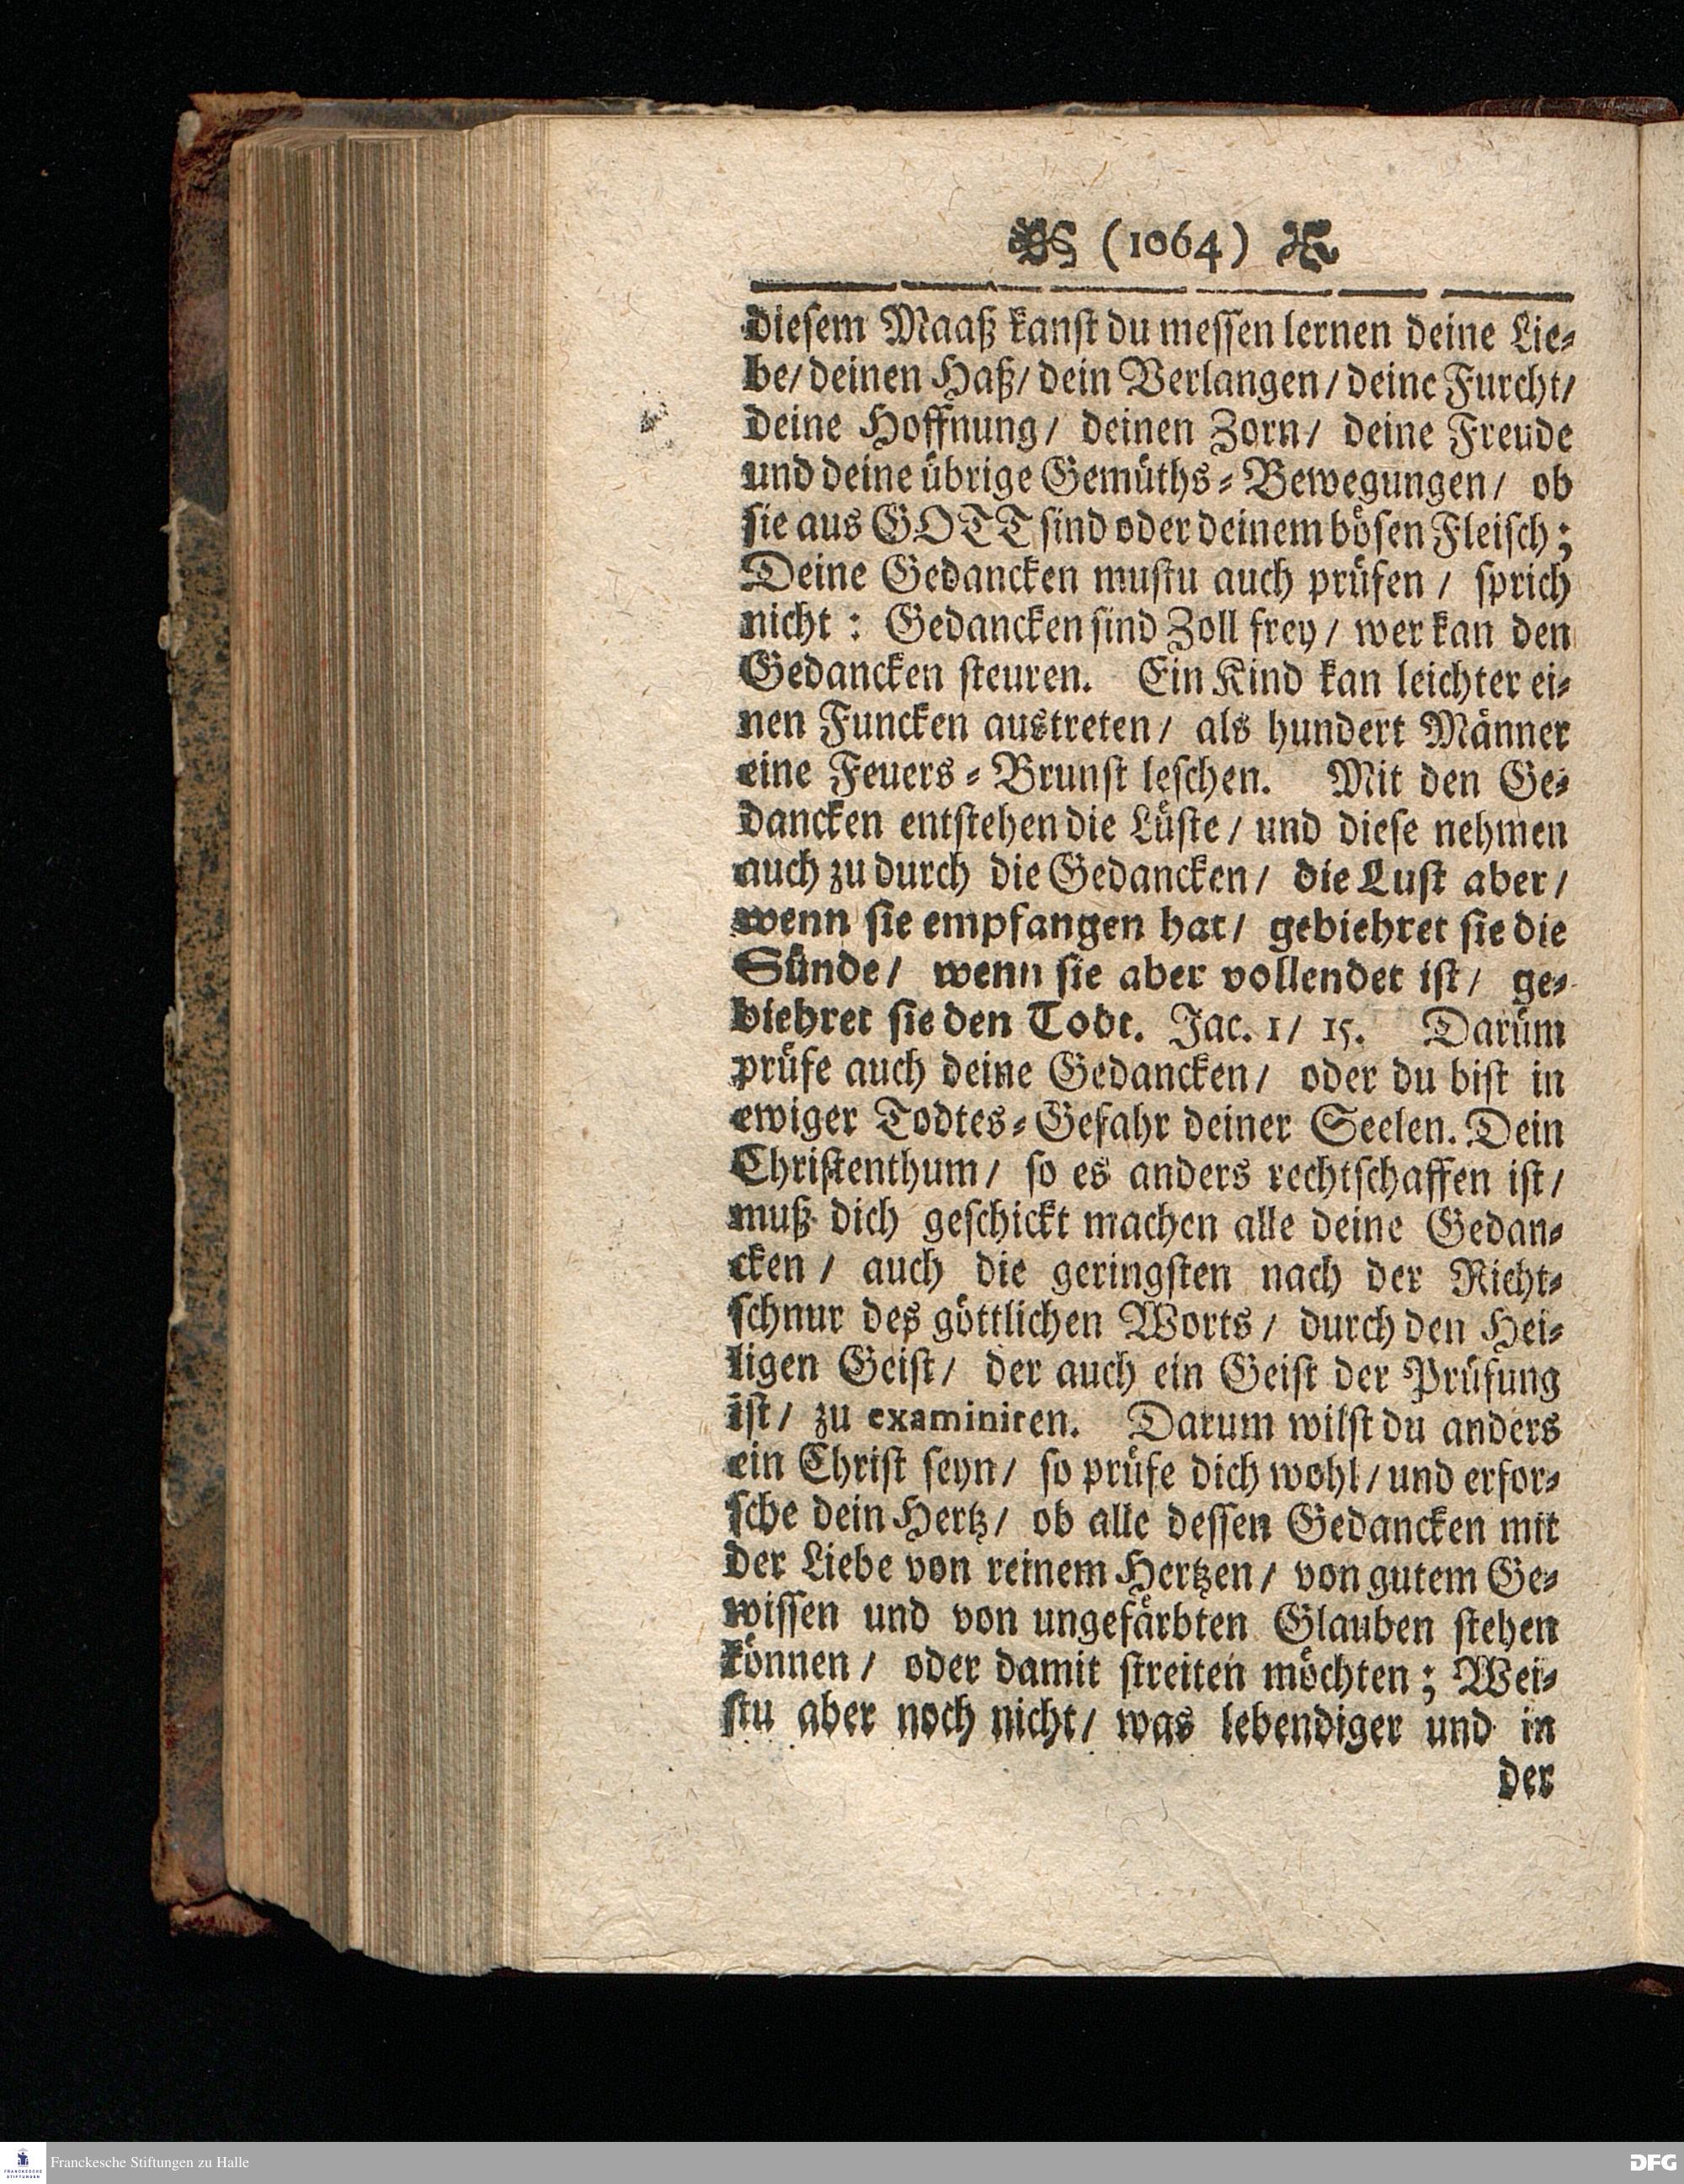 (1064)
dieſem Maaß kanſt du meſſen lernen deine Lie⸗
be/ deinen Haß/ dein Verlangen/ deine Furcht/
deine Hoffnung/ deinen Zorn/ deine Freude
und deine übrige Gemüths⸗Bewegungen/ ob
ſie aus GOTT ſind oder deinem böſen Fleiſch;
Deine Gedancken muſtu auch prüfen/ ſprich
nicht: Gedancken ſind Zoll frey/ wer kan den
Gedancken ſteuren. Ein Kind kan leichter ei⸗
nen Funcken austreten/ als hundert Männer
eine Feuers⸗Brunſt leſchen. Mit den Ge⸗
dancken entſtehen die Lüſte/ und dieſe nehmen
auch zu durch die Gedancken/ die Luſt aber/
wenn ſie empfangen hat/ gebiehret ſie die
Sünde/ wenn ſie aber vollendet iſt/ ge⸗
biehret ſie den Todt. Jac. 1/ 15. Darüm
prüfe auch deine Gedancken/ oder du biſt in
ewiger Todtes⸗Gefahr deiner Seelen. Dein
Chriſtenthum/ ſo es anders rechtſchaffen iſt/
muß dich geſchickt machen alle deine Gedan⸗
cken/ auch die geringſten nach der Richt⸗
ſchnur des göttlichen Worts/ durch den Hei⸗
ligen Geiſt/ der auch ein Geiſt der Prüfung
iſt/ zu examiniren. Darum wilſt du anders
ein Chriſt ſeyn/ ſo prüfe dich wohl/ und erfor⸗
ſche dein Hertz/ ob alle deſſen Gedancken mit
der Liebe von reinem Hertzen/ von gutem Ge⸗
wiſſen und von ungefärbten Glauben ſtehen
können/ oder damit ſtreiten möchten; Wei⸗
ſtu aber noch nicht/ was lebendiger und in
der
FRANCKESCHE STIFTUNGEN
Franckesche Stiftungen zu Halle
DFG